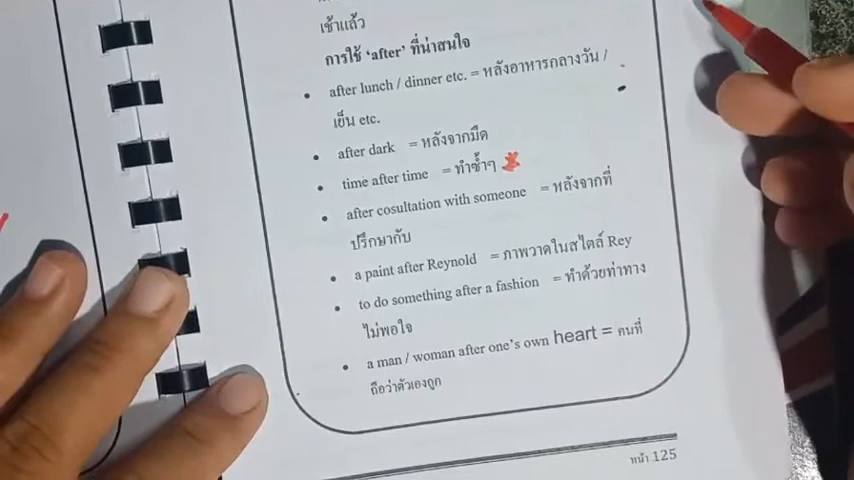 เช้าแล้ว
การใช้ ‘after’ ที่น่าสนใจ
• after lunch / dinner etc. = หลังอาหารกลางวัน /
เย็น etc.
• after dark = หลังจากมืด
• time after time = ทำซ้ำๆ
• after cosultation with someone = หลังจากที่
ปรึกษากับ
• a paint after Reynold = ภาพวาดในสไตล์ Rey
• to do something after a fashion = ทำด้วยท่าทาง
ไม่พอใจ
• a man / woman after one’s own heart = คนที่
ถือว่าตัวเองถูก
หน้า 125